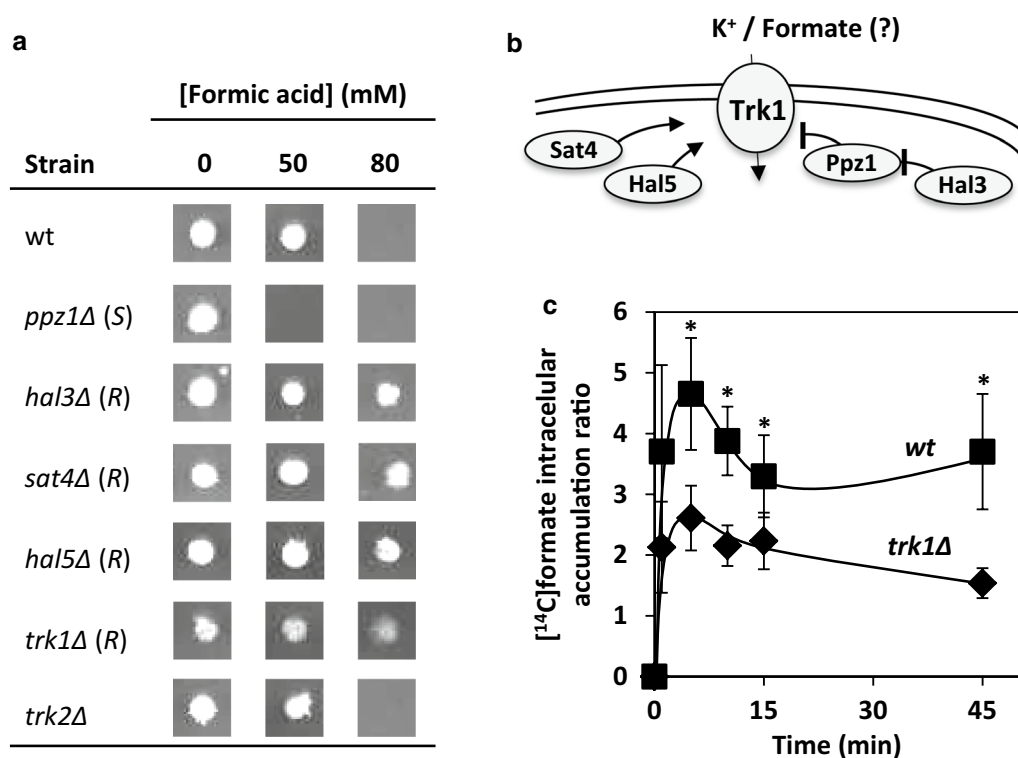 a
[Formic acid] (mM)
Strain 0 50 80
wt
ppz1Δ (S)
hal3Δ (R)
sat4Δ (R)
hal5Δ (R)
trk1Δ (R)
trk2Δ
b
K⁺ / Formate (?)
Trk1
Sat4
Hal5
Ppz1
Hal3
c
[¹⁴C]formate intracelular
accumulation ratio
6
5
4
3
2
1
0
* * * *
wt
trk1Δ
0 15 30 45
Time (min)